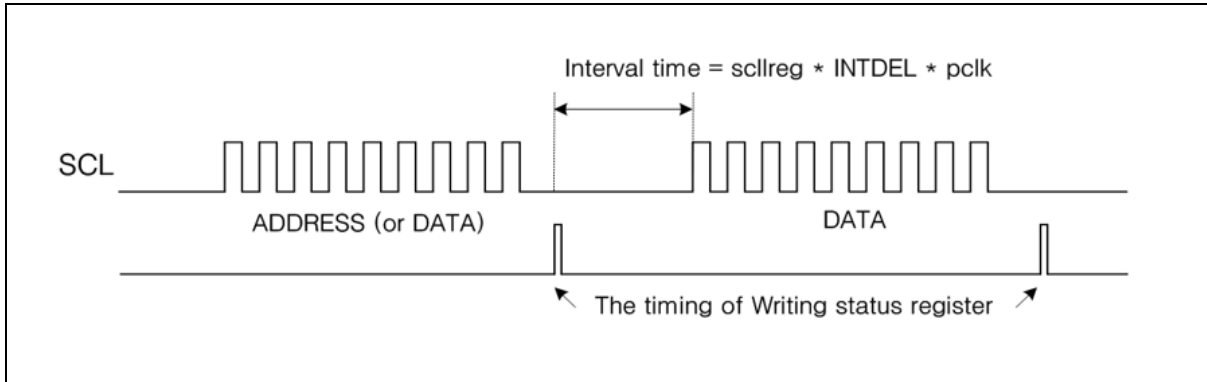 Interval time = scllreg * INTDEL * pclk
SCL
ADDRESS (or DATA)
DATA
The timing of Writing status register